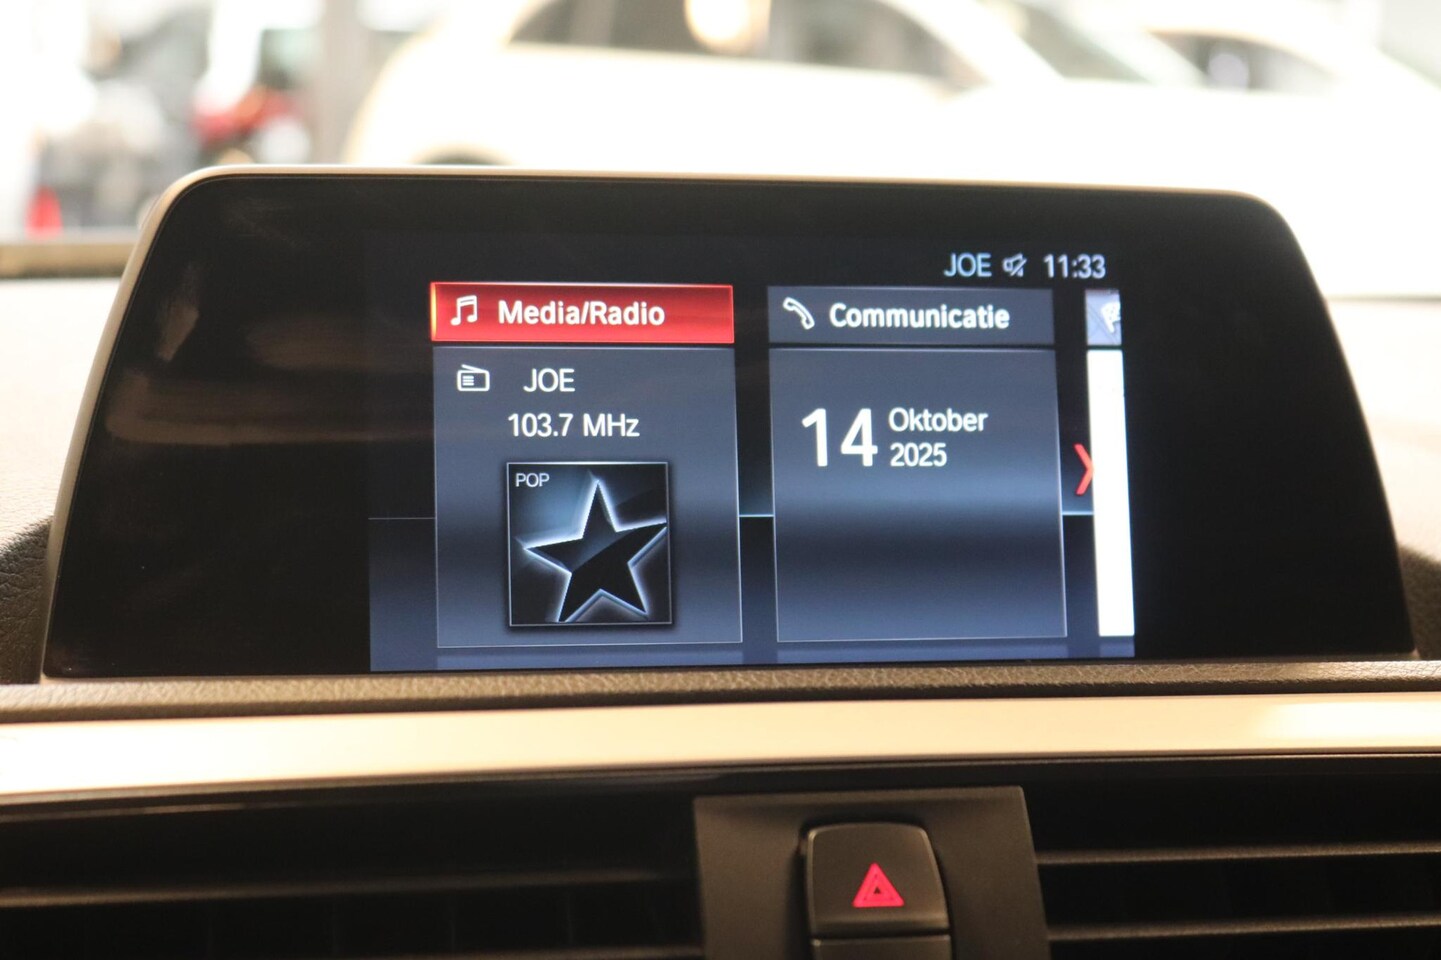 JOE 11:33
Media/Radio
Communicatie
JOE
103.7 MHz
POP
14 Oktober
2025